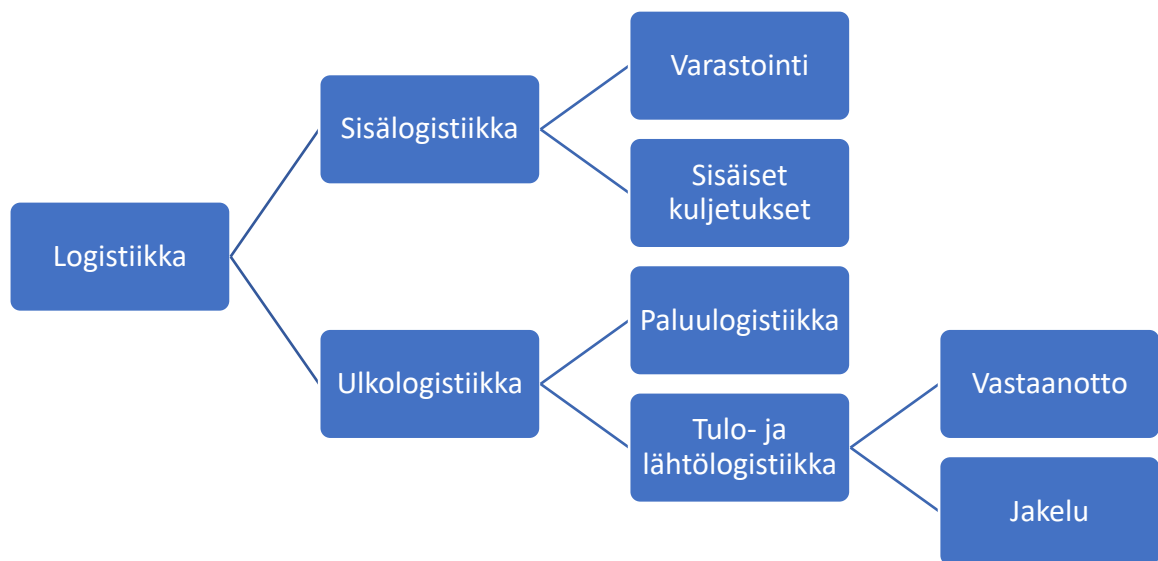 Varastointi
Sisälogistiikka
Sisäiset
kuljetukset
Logistiikka
Paluulogistiikka
Ulkologistiikka
Vastaanotto
Tulo- ja
lähtölogistiikka
Jakelu